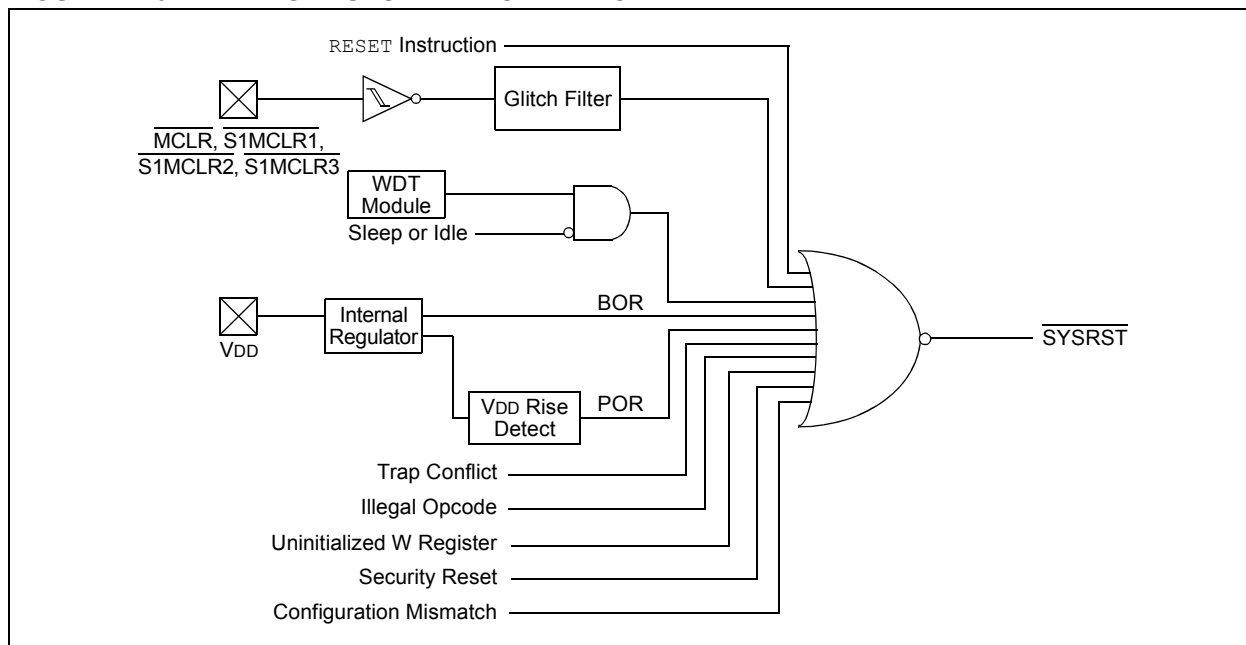 RESET Instruction
Glitch Filter
MCLR, S1MCLR1,
S1MCLR2, S1MCLR3
WDT
Module
Sleep or Idle
BOR
Internal
Regulator
VDD
SYSRST
VDD Rise
Detect
POR
Trap Conflict
Illegal Opcode
Uninitialized W Register
Security Reset
Configuration Mismatch